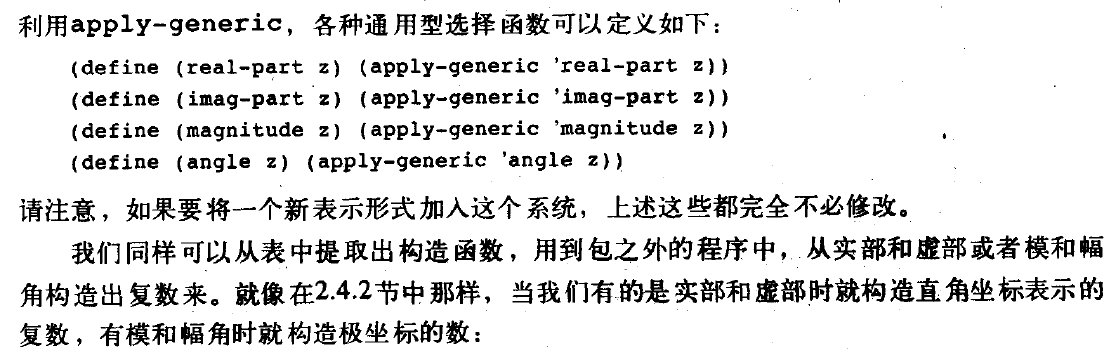 利用apply-generic，各种通用型选择函数可以定义如下：
(define (real-part z) (apply-generic 'real-part z))
(define (imag-part z) (apply-generic 'imag-part z))
(define (magnitude z) (apply-generic 'magnitude z))
(define (angle z) (apply-generic 'angle z))
请注意，如果要将一个新表示形式加入这个系统，上述这些都完全不必修改。
我们同样可以从表中提取出构造函数，用到包之外的程序中，从实部和虚部或者模和幅
角构造出复数来。就像在2.4.2节中那样，当我们有的是实部和虚部时就构造直角坐标表示的
复数，有模和幅角时就构造极坐标的数：